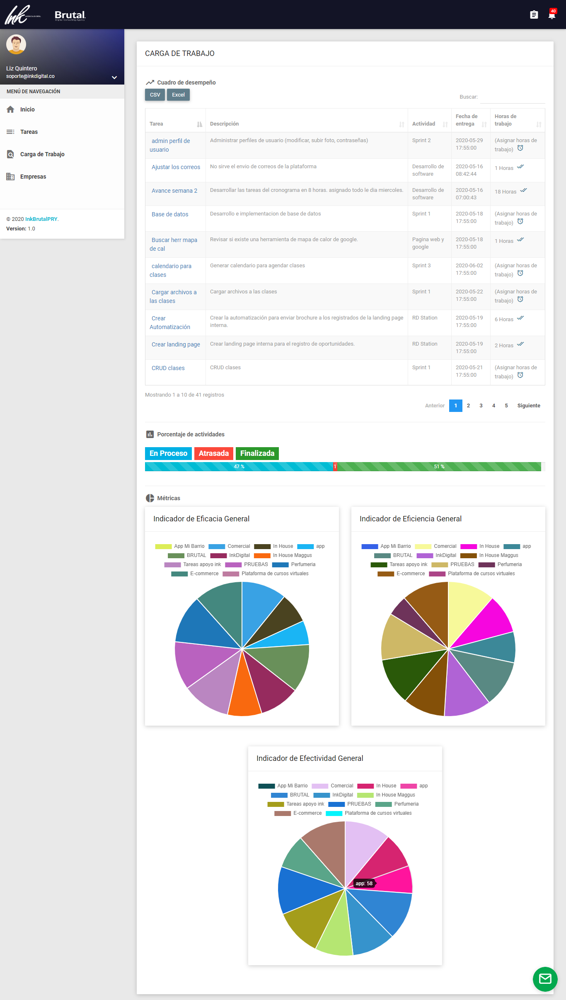 Ink AGENCIA DIGITAL
Brutal.
Digital Consulting Agency
40
Liz Quintero
soporte@inkdigital.co
MENÚ DE NAVEGACIÓN
Inicio
Tareas
Carga de Trabajo
Empresas
© 2020 InkBrutalPRY.
Version: 1.0
CARGA DE TRABAJO
Cuadro de desempeño
CSV Excel
Buscar:
Tarea Descripción Actividad Fecha de entrega Horas de trabajo
admin perfil de usuario Administrar perfiles de usuario (modificar, subir foto, contraseñas) Sprint 2 2020-05-29 17:55:00 (Asignar horas de trabajo)
Ajustar los correos No sirve el envio de correos de la plataforma Desarrollo de software 2020-05-16 08:42:44 1 Horas
Avance semana 2 Desarrollar las tareas del cronograma en 8 horas. asignado todo le dia miercoles. Desarrollo de software 2020-05-16 07:00:43 18 Horas
Base de datos Desarrollo e implementacion de base de datos Sprint 1 2020-05-18 17:55:00 (Asignar horas de trabajo)
Buscar herr mapa de cal Revisar si existe una herramienta de mapa de calor de google. Pagina web y google 2020-05-18 17:55:00 1 Horas
calendario para clases Generar calendario para agendar clases Sprint 3 2020-06-02 17:55:00 (Asignar horas de trabajo)
Cargar archivos a las clases Cargar archivos a las clases Sprint 1 2020-05-22 17:55:00 (Asignar horas de trabajo)
Crear Automatización Crear la automatización para enviar brochure a los registrados de la landing page interna. RD Station 2020-05-19 17:55:00 6 Horas
Crear landing page Crear landing page interna para el registro de oportunidades. RD Station 2020-05-19 17:55:00 2 Horas
CRUD clases CRUD clases Sprint 1 2020-05-21 17:55:00 (Asignar horas de trabajo)
Mostrando 1 a 10 de 41 registros
Anterior 1 2 3 4 5 Siguiente
Porcentaje de actividades
En Proceso Atrasada Finalizada
47 % 1 51 %
Métricas
Indicador de Eficacia General
App Mi Barrio Comercial In House app
BRUTAL InkDigital In House Maggus
Tareas apoyo ink PRUEBAS Perfumeria
E-commerce Plataforma de cursos virtuales
Indicador de Eficiencia General
App Mi Barrio Comercial In House app
BRUTAL InkDigital In House Maggus
Tareas apoyo ink PRUEBAS Perfumeria
E-commerce Plataforma de cursos virtuales
Indicador de Efectividad General
App Mi Barrio Comercial In House app
BRUTAL InkDigital In House Maggus
Tareas apoyo ink PRUEBAS Perfumeria
E-commerce Plataforma de cursos virtuales
app: 58